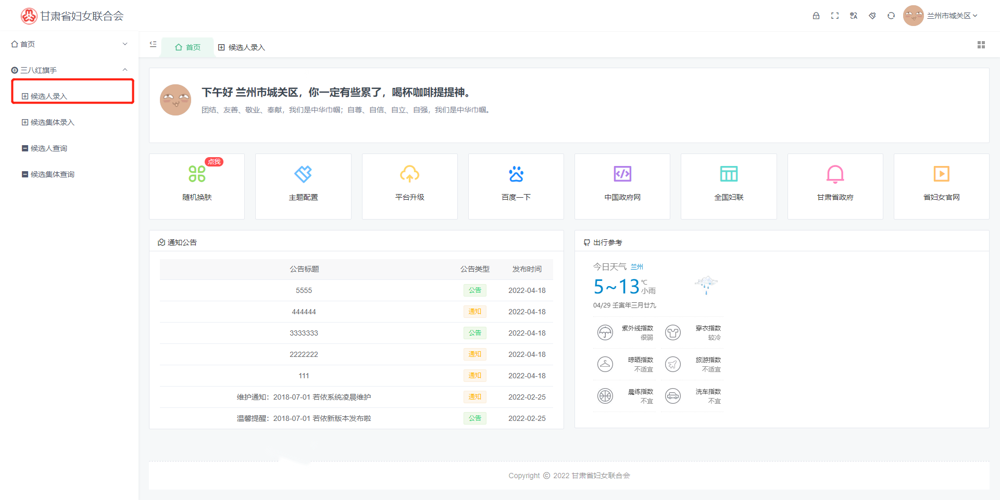 甘肃省妇女联合会
兰州市城关区
首页
三八红旗手
候选人录入
候选集体录入
候选人查询
候选集体查询
首页 候选人录入
下午好 兰州市城关区，你一定有些累了，喝杯咖啡提提神。
团结、友善、敬业、奉献，我们是中华巾帼；自尊、自信、自立、自强，我们是中华巾帼。
点我
随机换肤 主题配置 平台升级 百度一下 中国政府网 全国妇联 甘肃省政府 省妇女官网
通知公告
公告标题 公告类型 发布时间
5555 公告 2022-04-18
444444 通知 2022-04-18
3333333 公告 2022-04-18
2222222 通知 2022-04-18
111 通知 2022-04-18
维护通知：2018-07-01 若依系统凌晨维护 通知 2022-02-25
温馨提醒：2018-07-01 若依新版本发布啦 公告 2022-02-25
出行参考
今日天气 兰州
5~13 ℃
小雨
04/29 壬寅年三月廿九
紫外线指数 穿衣指数
很弱 较冷
晾晒指数 旅游指数
不适宜 不适宜
晨练指数 洗车指数
不宜 不宜
Copyright © 2022 甘肃省妇女联合会